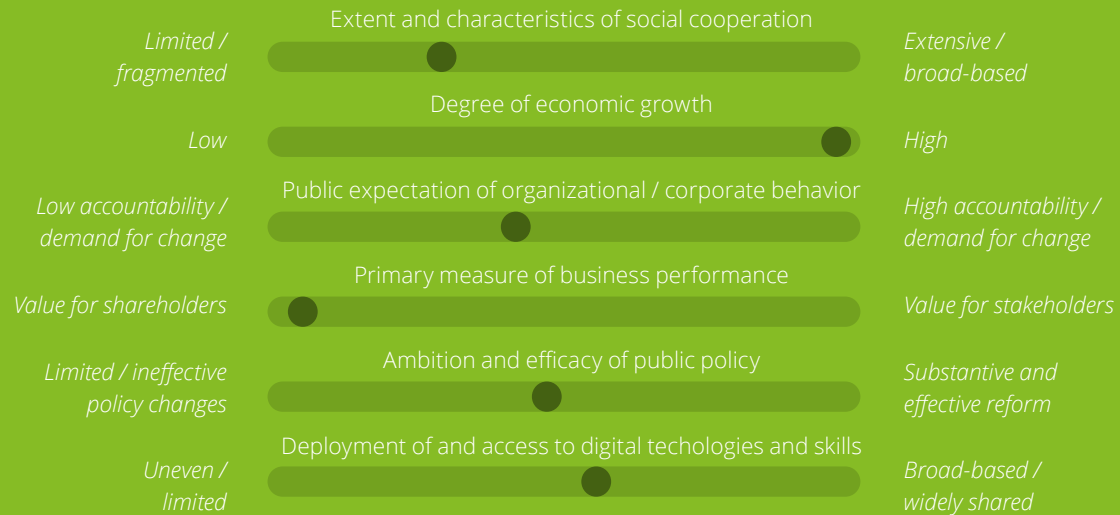 Extent and characteristics of social cooperation
Limited /
fragmented
Extensive /
broad-based
Degree of economic growth
Low
High
Public expectation of organizational / corporate behavior
Low accountability /
demand for change
High accountability /
demand for change
Primary measure of business performance
Value for shareholders
Value for stakeholders
Ambition and efficacy of public policy
Limited / ineffective
policy changes
Substantive and
effective reform
Deployment of and access to digital techologies and skills
Uneven /
limited
Broad-based /
widely shared